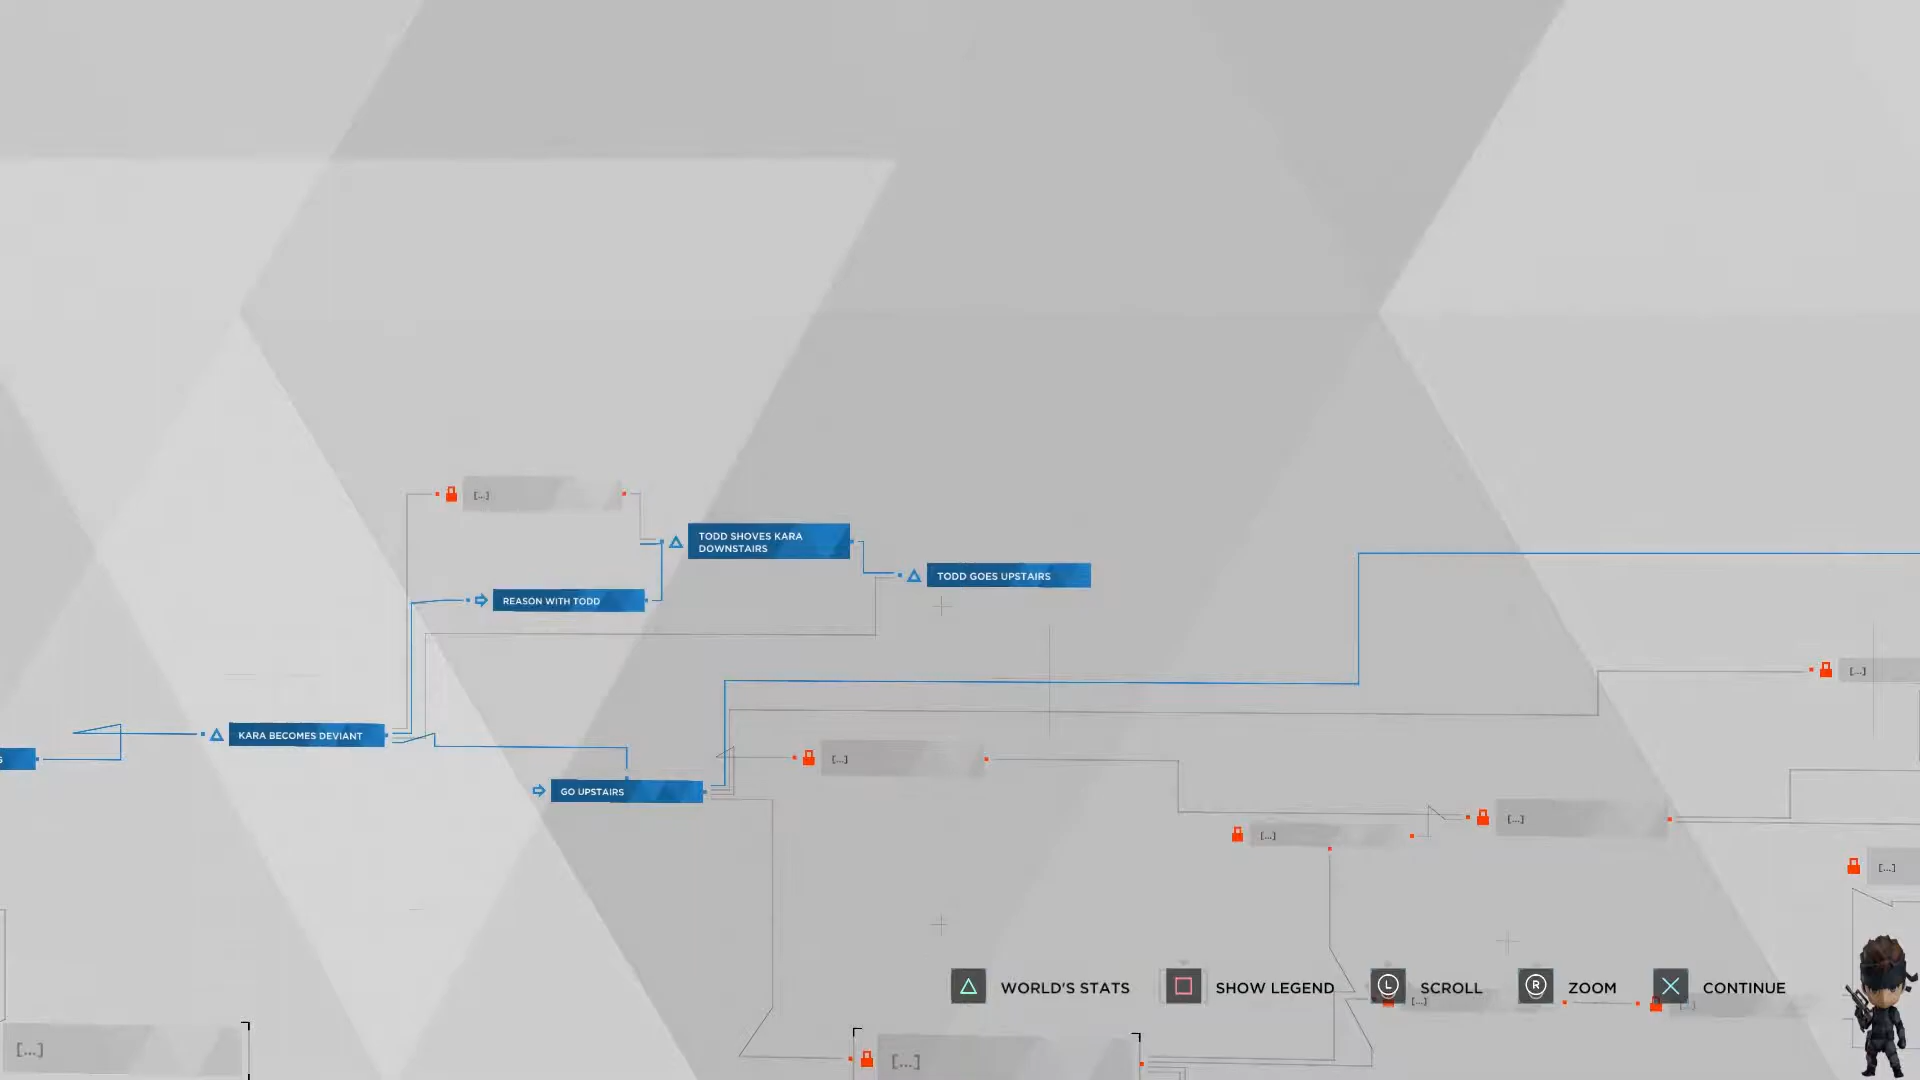 [...]
TODD SHOVES KARA
DOWNSTAIRS
TODD GOES UPSTAIRS
REASON WITH TODD
[...]
KARA BECOMES DEVIANT
S
[...]
GO UPSTAIRS
[...]
[...]
[...]
WORLD'S STATS
SHOW LEGEND
L
SCROLL
R
ZOOM
CONTINUE
[...]
[...]
[...]
[...]